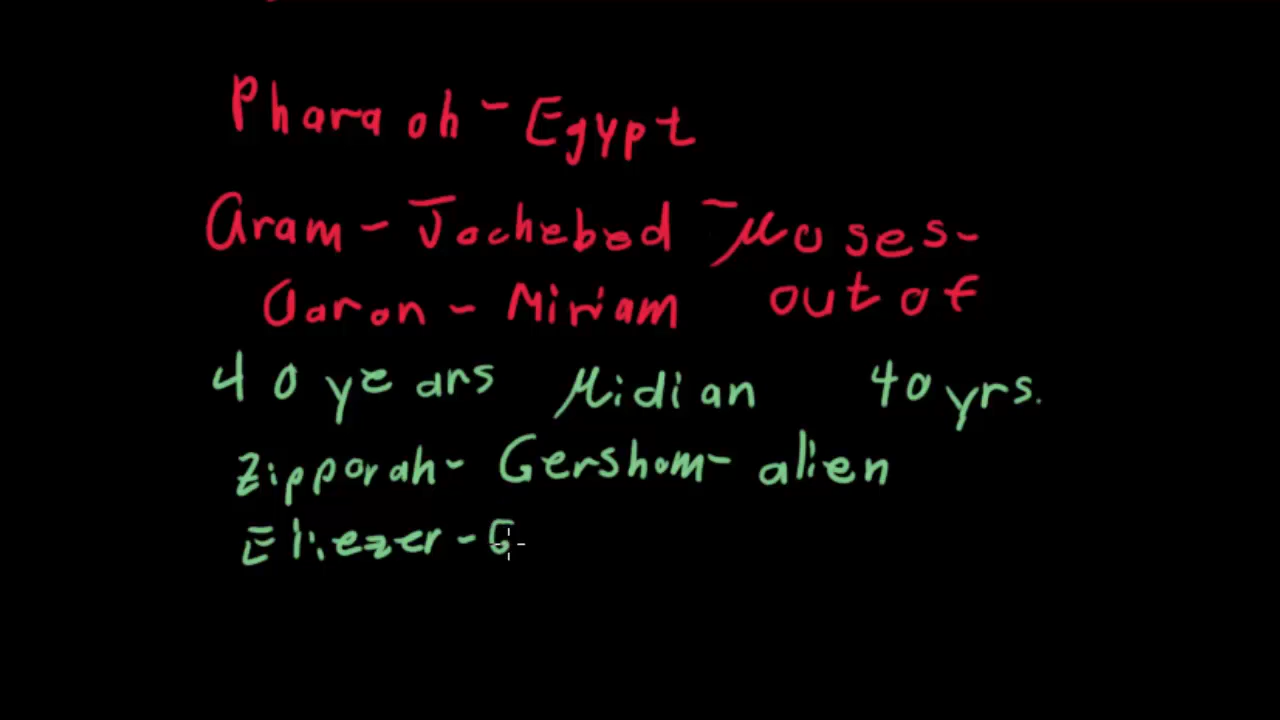 Pharaoh - Egypt
Aram - Jochebed - Moses -
Aaron - Miriam out of
40 years Midian 40 yrs.
Zipporah - Gershom - alien
Eliezer - G